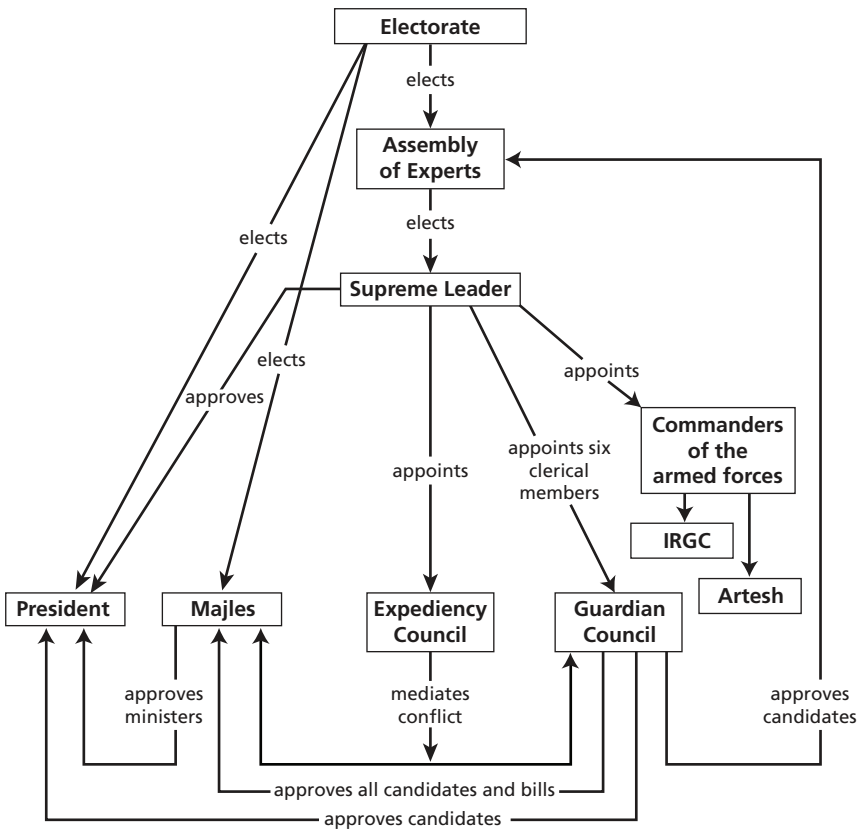 Electorate
elects
Assembly
of Experts
elects
elects
Supreme Leader
elects
appoints
approves
Commanders
of the
armed forces
appoints six
clerical
members
appoints
IRGC
Artesh
President
Majles
Expediency
Council
Guardian
Council
approves
ministers
mediates
conflict
approves
candidates
approves all candidates and bills
approves candidates